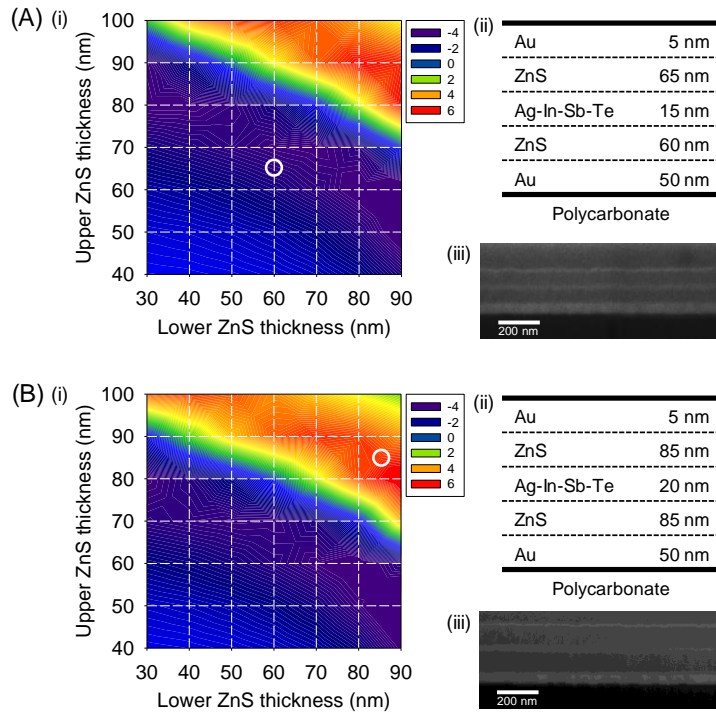 (A) (i)
Upper ZnS thickness (nm)
100
90
80
70
60
50
40
30 40 50 60 70 80 90
Lower ZnS thickness (nm)
-4
-2
0
2
4
6
(ii)
Au 5 nm
ZnS 65 nm
Ag-In-Sb-Te 15 nm
ZnS 60 nm
Au 50 nm
Polycarbonate
(iii)
200 nm
(B) (i)
Upper ZnS thickness (nm)
100
90
80
70
60
50
40
30 40 50 60 70 80 90
Lower ZnS thickness (nm)
-4
-2
0
2
4
6
(ii)
Au 5 nm
ZnS 85 nm
Ag-In-Sb-Te 20 nm
ZnS 85 nm
Au 50 nm
Polycarbonate
(iii)
200 nm